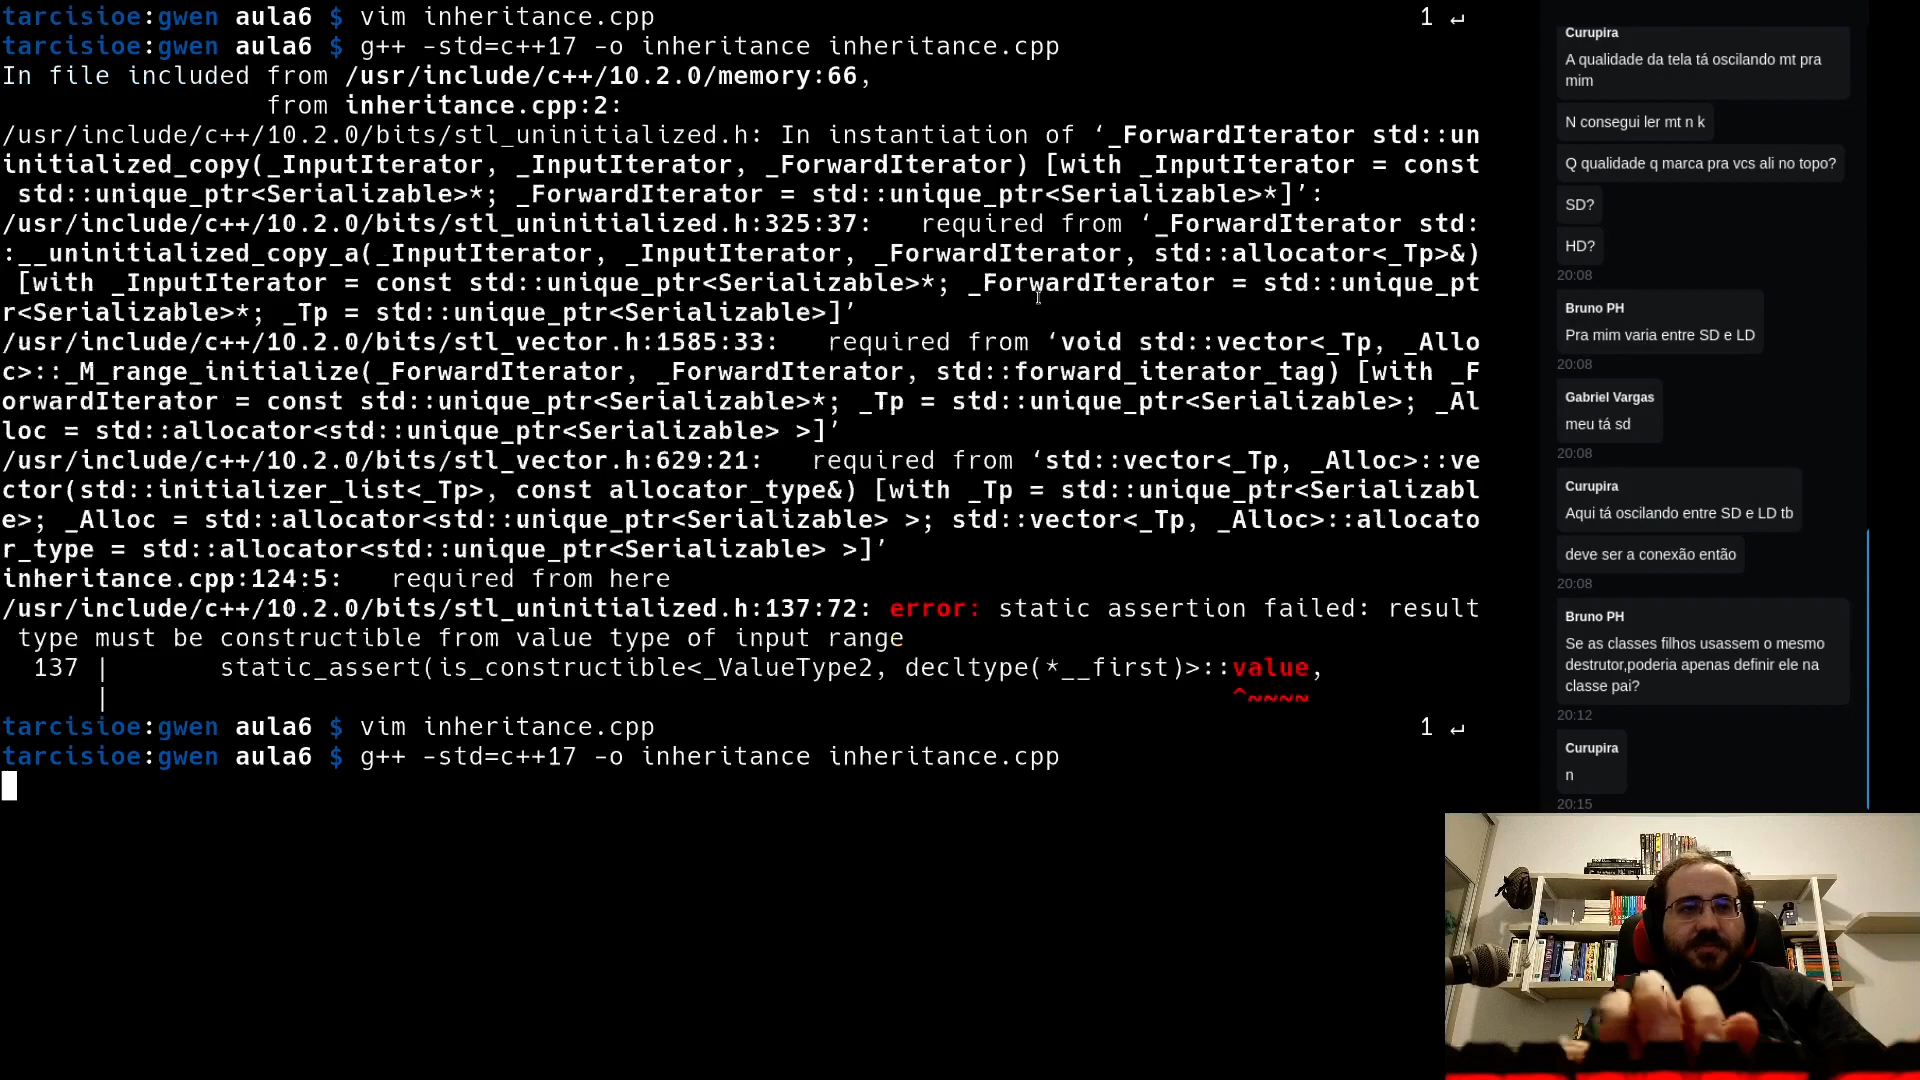 tarcisioe:gwen aula6 $ vim inheritance.cpp 1 ↵
tarcisioe:gwen aula6 $ g++ -std=c++17 -o inheritance inheritance.cpp
In file included from /usr/include/c++/10.2.0/memory:66,
from inheritance.cpp:2:
/usr/include/c++/10.2.0/bits/stl_uninitialized.h: In instantiation of ‘_ForwardIterator std::un
initialized_copy(_InputIterator, _InputIterator, _ForwardIterator) [with _InputIterator = const
std::unique_ptr<Serializable>*; _ForwardIterator = std::unique_ptr<Serializable>*]’:
/usr/include/c++/10.2.0/bits/stl_uninitialized.h:325:37:   required from ‘_ForwardIterator std:
:__uninitialized_copy_a(_InputIterator, _InputIterator, _ForwardIterator, std::allocator<_Tp>&)
[with _InputIterator = const std::unique_ptr<Serializable>*; _ForwardIterator = std::unique_pt
r<Serializable>*; _Tp = std::unique_ptr<Serializable>]’
/usr/include/c++/10.2.0/bits/stl_vector.h:1585:33:   required from ‘void std::vector<_Tp, _Allo
c>::_M_range_initialize(_ForwardIterator, _ForwardIterator, std::forward_iterator_tag) [with _F
orwardIterator = const std::unique_ptr<Serializable>*; _Tp = std::unique_ptr<Serializable>; _Al
loc = std::allocator<std::unique_ptr<Serializable> >]’
/usr/include/c++/10.2.0/bits/stl_vector.h:629:21:   required from ‘std::vector<_Tp, _Alloc>::ve
ctor(std::initializer_list<_Tp>, const allocator_type&) [with _Tp = std::unique_ptr<Serializabl
e>; _Alloc = std::allocator<std::unique_ptr<Serializable> >; std::vector<_Tp, _Alloc>::allocato
r_type = std::allocator<std::unique_ptr<Serializable> >]’
inheritance.cpp:124:5:   required from here
/usr/include/c++/10.2.0/bits/stl_uninitialized.h:137:72: error: static assertion failed: result
type must be constructible from value type of input range
137 |       static_assert(is_constructible<_ValueType2, decltype(*__first)>::value,
|                                                                        ^~~~~
tarcisioe:gwen aula6 $ vim inheritance.cpp 1 ↵
tarcisioe:gwen aula6 $ g++ -std=c++17 -o inheritance inheritance.cpp
Curupira
A qualidade da tela tá oscilando mt pra
mim
N consegui ler mt n k
Q qualidade q marca pra vcs ali no topo?
SD?
HD?
20:08
Bruno PH
Pra mim varia entre SD e LD
20:08
Gabriel Vargas
meu tá sd
20:08
Curupira
Aqui tá oscilando entre SD e LD tb
deve ser a conexão então
20:08
Bruno PH
Se as classes filhos usassem o mesmo
destrutor,poderia apenas definir ele na
classe pai?
20:12
Curupira
n
20:15